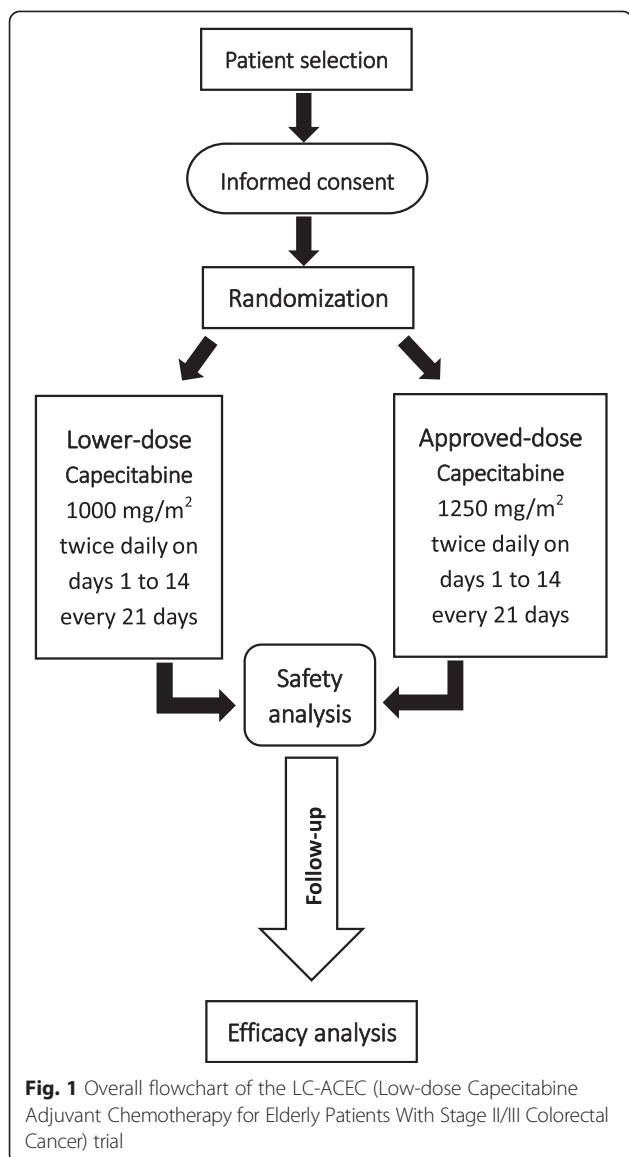 Patient selection
Informed consent
Randomization
Lower-dose
Capecitabine
1000 mg/m²
twice daily on
days 1 to 14
every 21 days
Approved-dose
Capecitabine
1250 mg/m²
twice daily on
days 1 to 14
every 21 days
Safety
analysis
Follow-up
Efficacy analysis
Fig. 1 Overall flowchart of the LC-ACEC (Low-dose Capecitabine
Adjuvant Chemotherapy for Elderly Patients With Stage II/III Colorectal
Cancer) trial